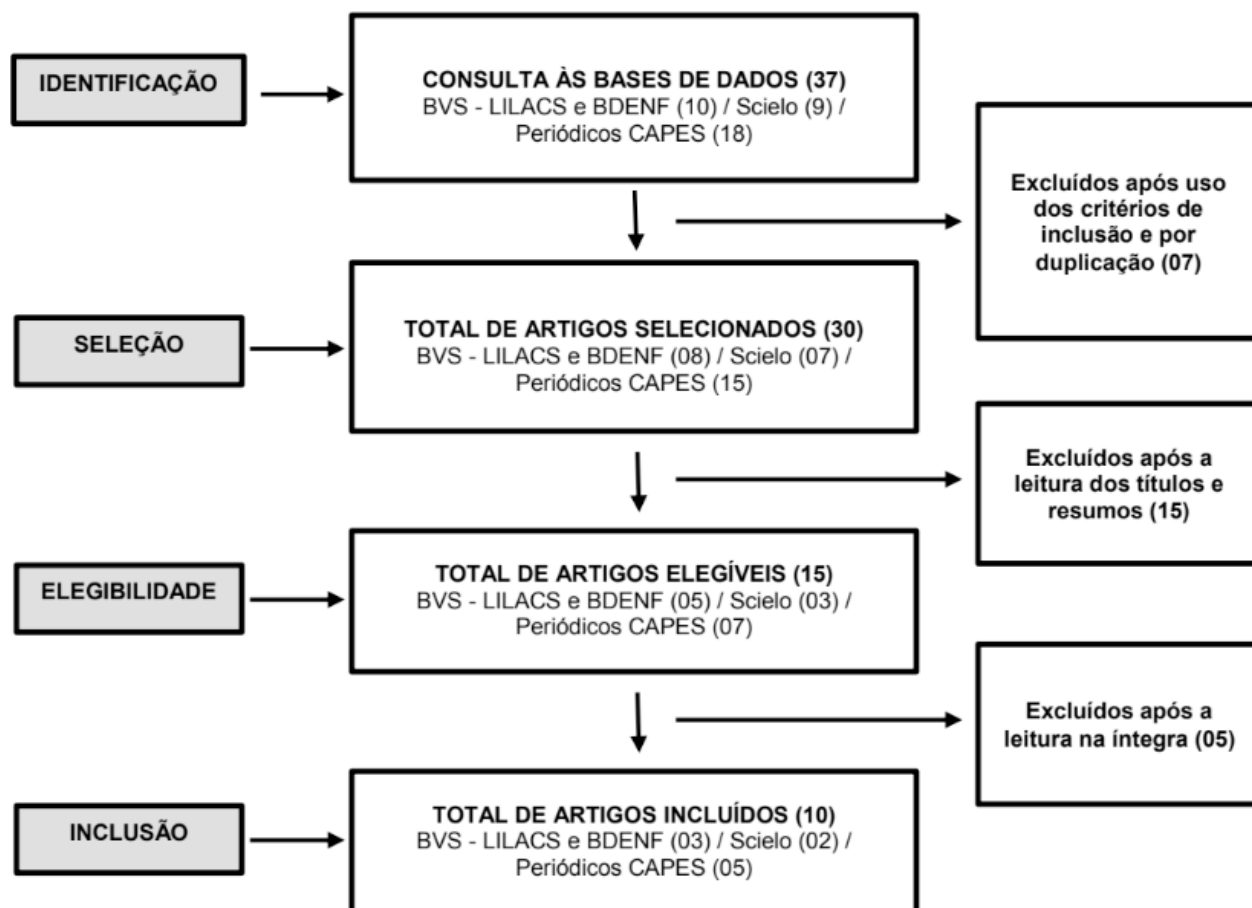 IDENTIFICAÇÃO
CONSULTA ÀS BASES DE DADOS (37)
BVS - LILACS e BDENF (10) / Scielo (9) /
Periódicos CAPES (18)
Excluídos após uso
dos critérios de
inclusão e por
duplicação (07)
SELEÇÃO
TOTAL DE ARTIGOS SELECIONADOS (30)
BVS - LILACS e BDENF (08) / Scielo (07) /
Periódicos CAPES (15)
Excluídos após a
leitura dos títulos e
resumos (15)
ELEGIBILIDADE
TOTAL DE ARTIGOS ELEGÍVEIS (15)
BVS - LILACS e BDENF (05) / Scielo (03) /
Periódicos CAPES (07)
Excluídos após a
leitura na íntegra (05)
INCLUSÃO
TOTAL DE ARTIGOS INCLUÍDOS (10)
BVS - LILACS e BDENF (03) / Scielo (02) /
Periódicos CAPES (05)